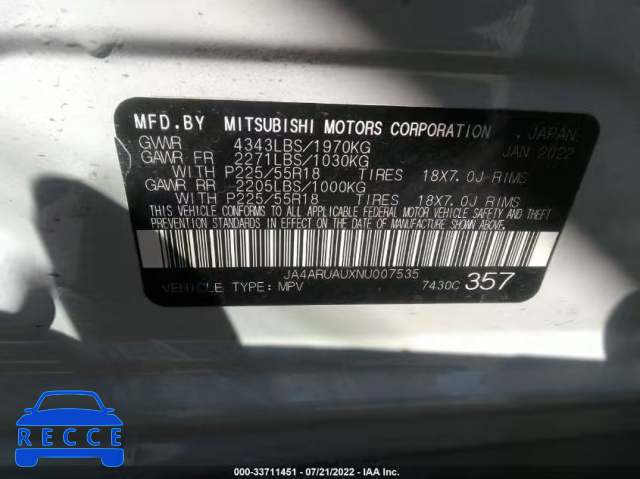 MFD.BY MITSUBISHI MOTORS CORPORATION . JAPAN
GVWR 4343LBS/1970KG JAN 2022
GAWR FR 2271LBS/1030KG
WITH P225/55R18 TIRES 18X7.0J RIMS
GAWR RR 2205LBS/1000KG
WITH P225/55R18 TIRES 18X7.0J RIMS
THIS VEHICLE CONFORMS TO ALL APPLICABLE FEDERAL MOTOR VEHICLE SAFETY AND THEFT
PREVENTION STANDARDS IN EFFECT ON THE DATE OF MANUFACTURE SHOWN ABOVE.
JA4ARUAUXNU007535
VEHICLE TYPE: MPV 7430C 357
RECCE
000-33711451 - 07/21/2022 - IAA Inc.